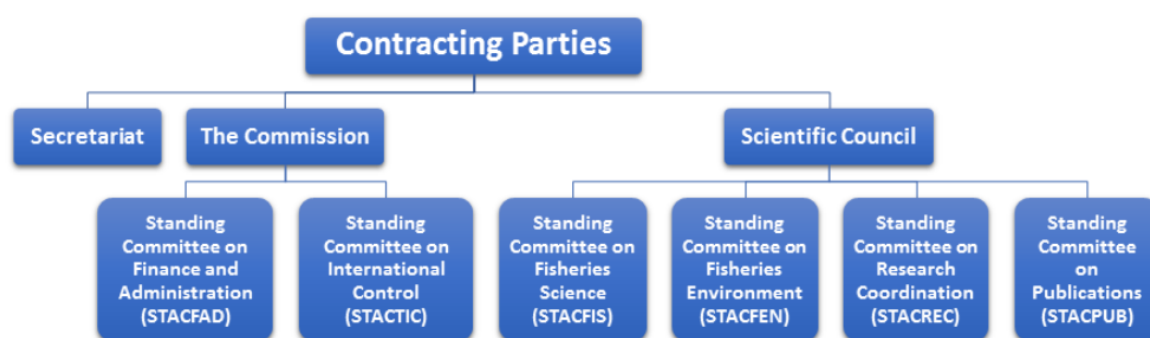 Contracting Parties
Secretariat
The Commission
Scientific Council
Standing
Committee on
Finance and
Administration
(STACFAD)
Standing
Committee on
International
Control
(STACTIC)
Standing
Committee on
Fisheries
Science
(STACFIS)
Standing
Committee on
Fisheries
Environment
(STACFEN)
Standing
Committee on
Research
Coordination
(STACREC)
Standing
Committee
on
Publications
(STACPUB)